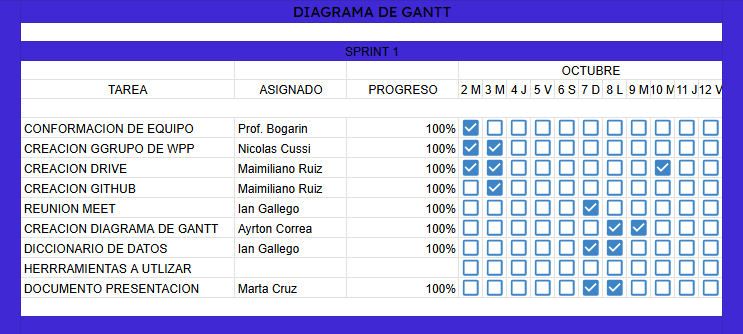 DIAGRAMA DE GANTT
SPRINT 1
OCTUBRE
TAREA ASIGNADO PROGRESO 2 M 3 M 4 J 5 V 6 S 7 D 8 L 9 M 10 M 11 J 12 V
CONFORMACION DE EQUIPO Prof. Bogarin 100%
CREACION GGRUPO DE WPP Nicolas Cussi 100%
CREACION DRIVE Maimiliano Ruiz 100%
CREACION GITHUB Maimiliano Ruiz 100%
REUNION MEET Ian Gallego 100%
CREACION DIAGRAMA DE GANTT Ayrton Correa 100%
DICCIONARIO DE DATOS Ian Gallego 100%
HERRRAMIENTAS A UTLIZAR
DOCUMENTO PRESENTACION Marta Cruz 100%